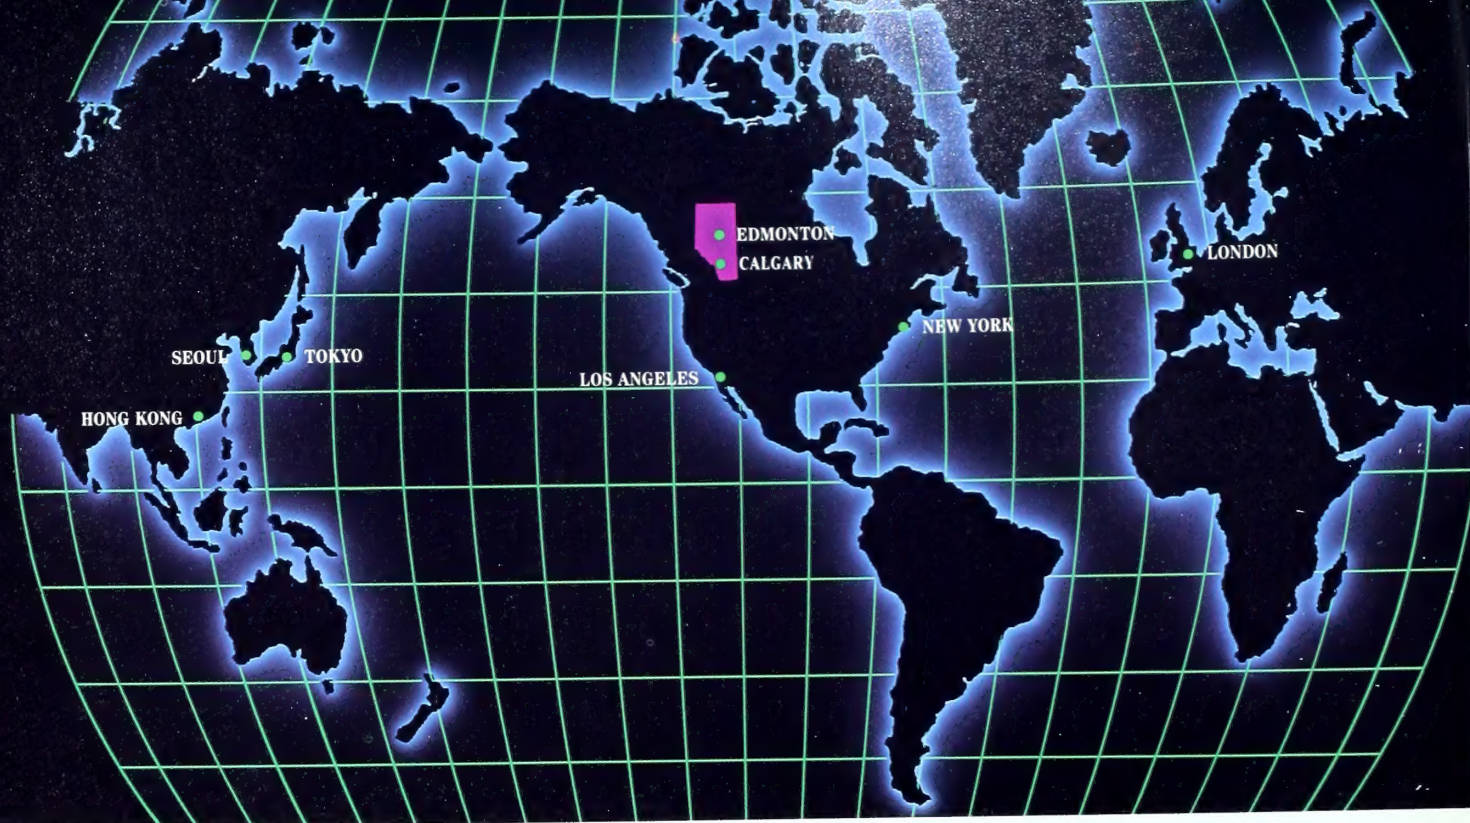 EDMONTON
CALGARY
LONDON
NEW YORK
SEOUL
TOKYO
LOS ANGELES
HONG KONG